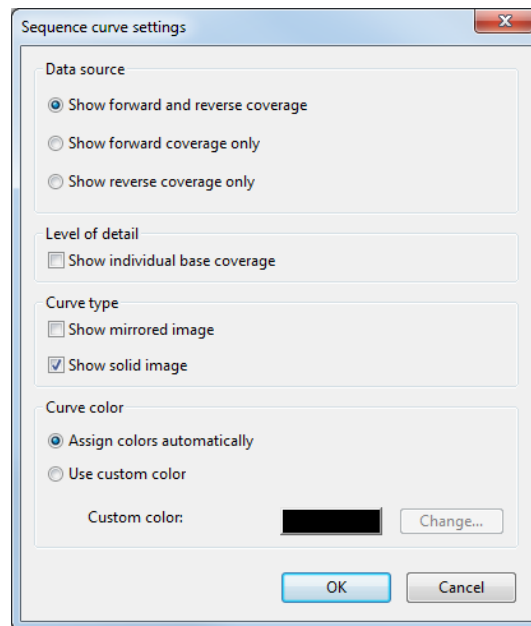 Sequence curve settings
Data source
Show forward and reverse coverage
Show forward coverage only
Show reverse coverage only
Level of detail
Show individual base coverage
Curve type
Show mirrored image
Show solid image
Curve color
Assign colors automatically
Use custom color
Custom color:
Change...
OK
Cancel